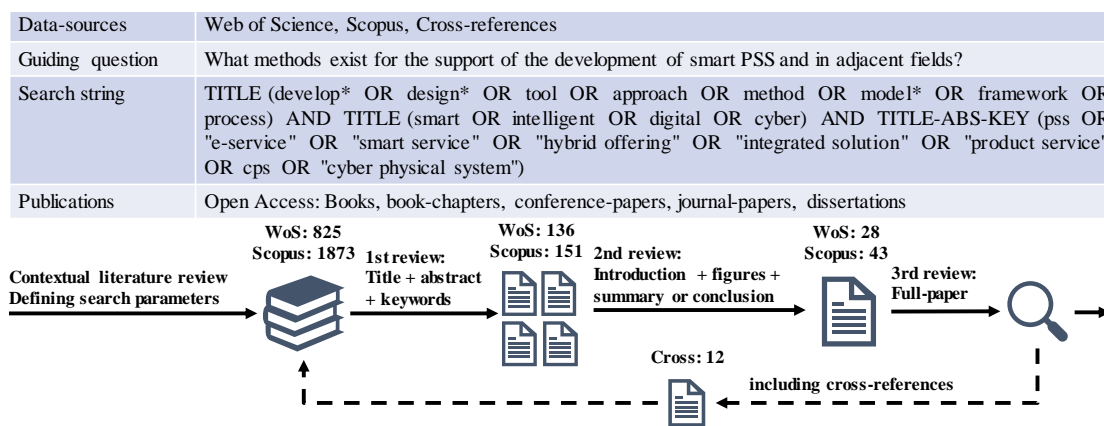 Data-sources Web of Science, Scopus, Cross-references
Guiding question What methods exist for the support of the development of smart PSS and in adjacent fields?
Search string TITLE (develop* OR design* OR tool OR approach OR method OR model* OR framework OR
process) AND TITLE (smart OR intelligent OR digital OR cyber) AND TITLE-ABS-KEY (pss OR
"e-service" OR "smart service" OR "hybrid offering" OR "integrated solution" OR "product service"
OR cps OR "cyber physical system")
Publications Open Access: Books, book-chapters, conference-papers, journal-papers, dissertations
Contextual literature review
Defining search parameters
WoS: 825
Scopus: 1873
1st review:
Title + abstract
+ keywords
WoS: 136
Scopus: 151
2nd review:
Introduction + figures +
summary or conclusion
WoS: 28
Scopus: 43
3rd review:
Full-paper
Cross: 12
including cross-references